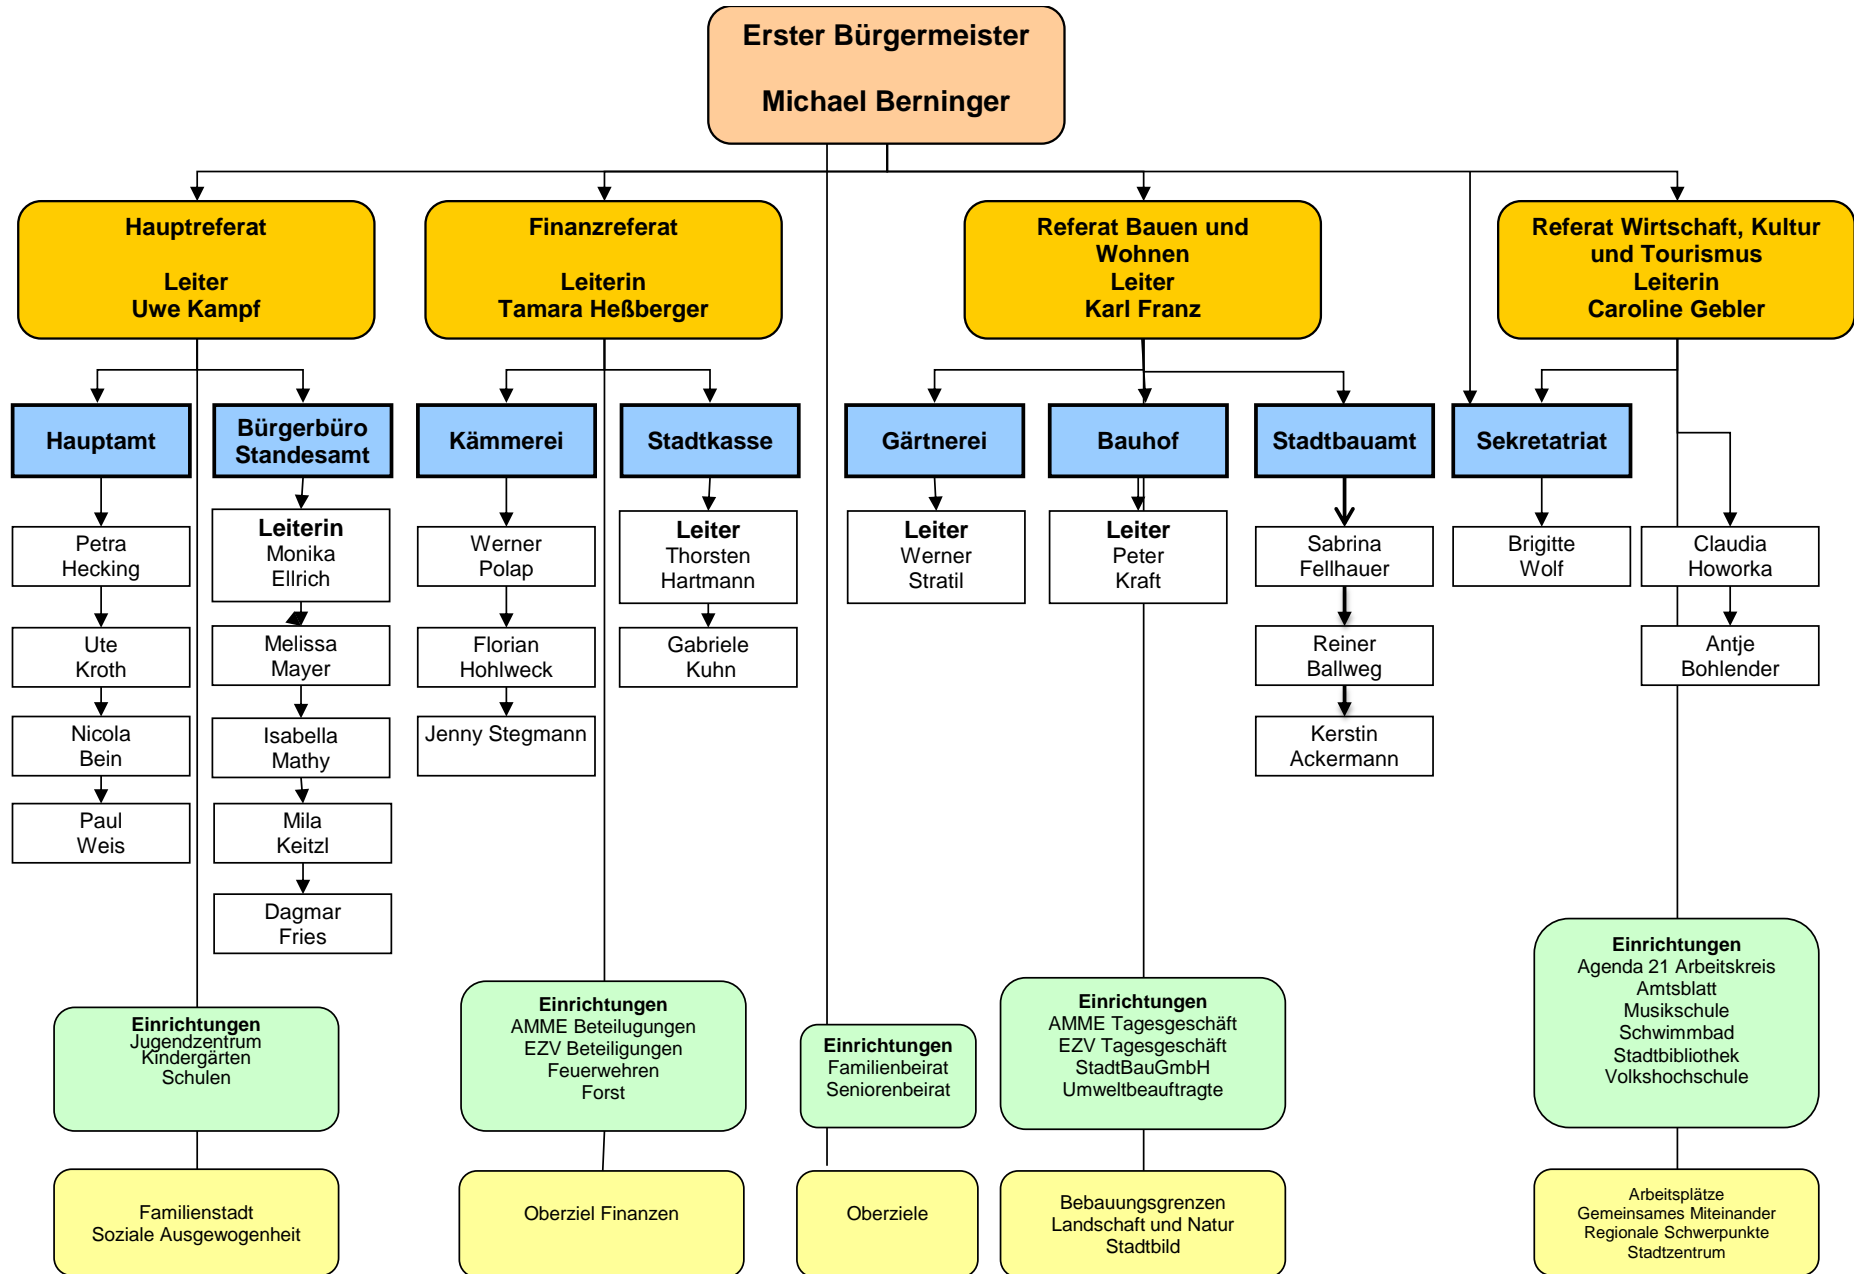 Erster Bürgermeister
Michael Berninger
Hauptreferat
Leiter
Uwe Kampf
Finanzreferat
Leiterin
Tamara Heßberger
Referat Bauen und
Wohnen
Leiter
Karl Franz
Referat Wirtschaft, Kultur
und Tourismus
Leiterin
Caroline Gebler
Hauptamt
Bürgerbüro
Standesamt
Kämmerei
Stadtkasse
Gärtnerei
Bauhof
Stadtbauamt
Sekretatriat
Petra
Hecking
Leiterin
Monika
Ellrich
Werner
Polap
Leiter
Thorsten
Hartmann
Leiter
Werner
Stratil
Leiter
Peter
Kraft
Sabrina
Fellhauer
Brigitte
Wolf
Claudia
Howorka
Ute
Kroth
Melissa
Mayer
Florian
Hohlweck
Gabriele
Kuhn
Reiner
Ballweg
Antje
Bohlender
Nicola
Bein
Isabella
Mathy
Jenny Stegmann
Kerstin
Ackermann
Paul
Weis
Mila
Keitzl
Dagmar
Fries
Einrichtungen
Jugendzentrum
Kindergärten
Schulen
Einrichtungen
AMME Beteilugungen
EZV Beteiligungen
Feuerwehren
Forst
Einrichtungen
Familienbeirat
Seniorenbeirat
Einrichtungen
AMME Tagesgeschäft
EZV Tagesgeschäft
StadtBauGmbH
Umweltbeauftragte
Einrichtungen
Agenda 21 Arbeitskreis
Amtsblatt
Musikschule
Schwimmbad
Stadtbibliothek
Volkshochschule
Familienstadt
Soziale Ausgewogenheit
Oberziel Finanzen
Oberziele
Bebauungsgrenzen
Landschaft und Natur
Stadtbild
Arbeitsplätze
Gemeinsames Miteinander
Regionale Schwerpunkte
Stadtzentrum